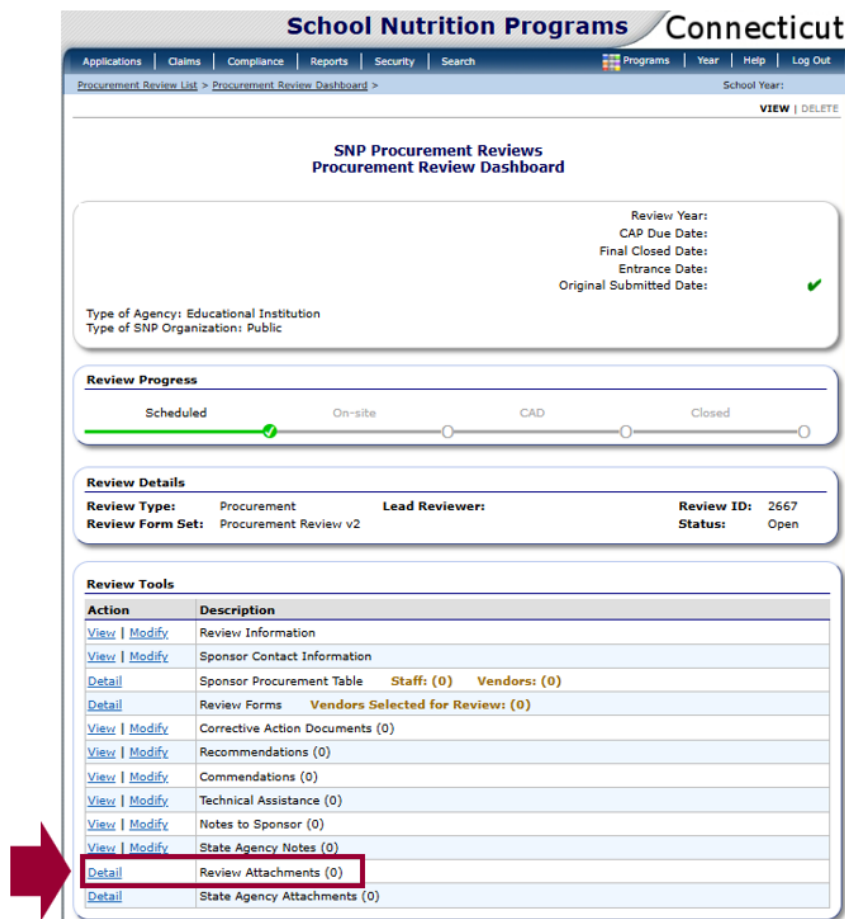 School Nutrition Programs Connecticut
Applications | Claims | Compliance | Reports | Security | Search Programs | Year | Help | Log Out
Procurement Review List > Procurement Review Dashboard > School Year:
VIEW | DELETE
SNP Procurement Reviews
Procurement Review Dashboard
Review Year:
CAP Due Date:
Final Closed Date:
Entrance Date:
Original Submitted Date:
Type of Agency: Educational Institution
Type of SNP Organization: Public
Review Progress
Scheduled On-site CAD Closed
Review Details
Review Type: Procurement Lead Reviewer: Review ID: 2667
Review Form Set: Procurement Review v2 Status: Open
Review Tools
Action Description
View | Modify Review Information
View | Modify Sponsor Contact Information
Detail Sponsor Procurement Table Staff: (0) Vendors: (0)
Detail Review Forms Vendors Selected for Review: (0)
View | Modify Corrective Action Documents (0)
View | Modify Recommendations (0)
View | Modify Commendations (0)
View | Modify Technical Assistance (0)
View | Modify Notes to Sponsor (0)
View | Modify State Agency Notes (0)
Detail Review Attachments (0)
Detail State Agency Attachments (0)